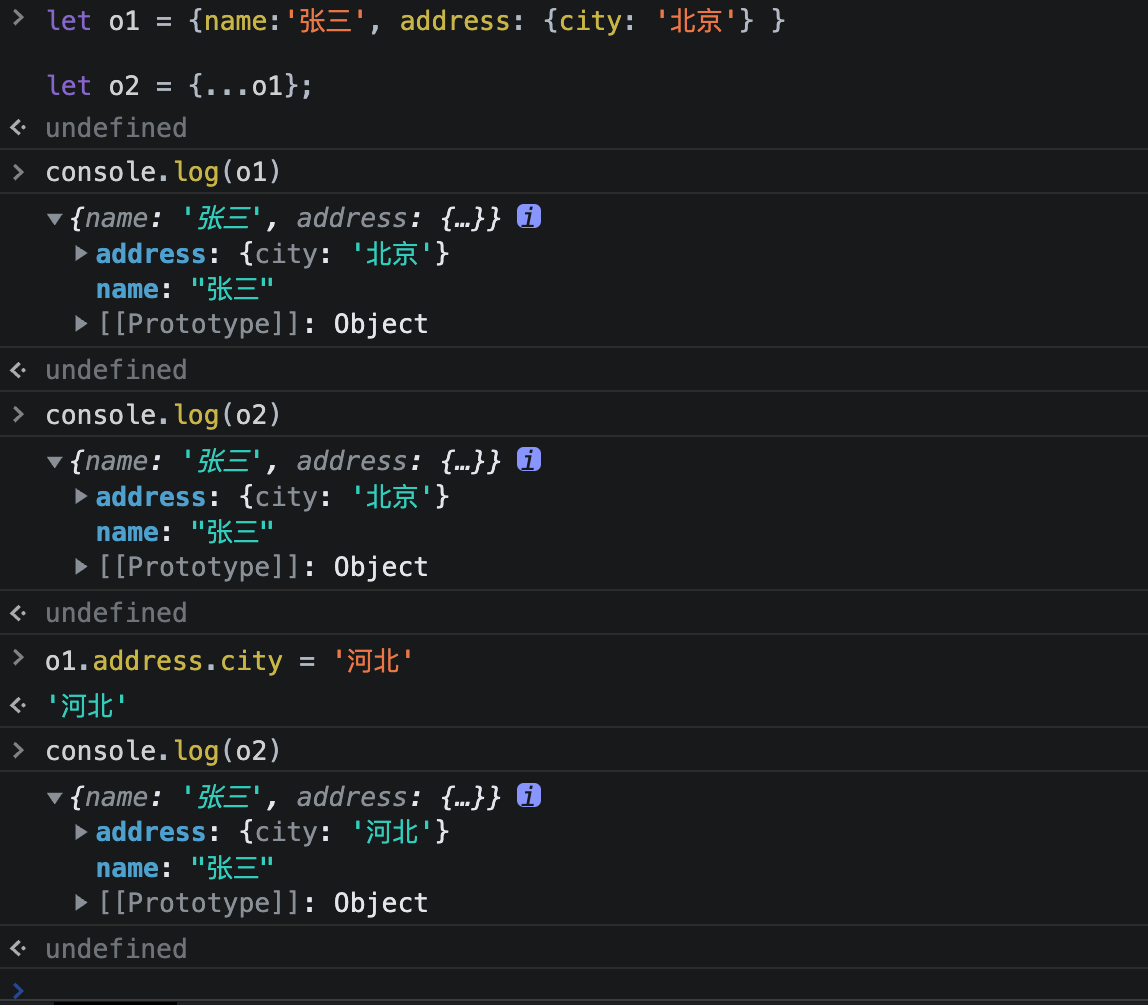 > let o1 = {name:'张三', address: {city: '北京'} }
let o2 = {...o1};
<· undefined
> console.log(o1)
▼{name: '张三', address: {…}} i
▶address: {city: '北京'}
name: "张三"
▶[[Prototype]]: Object
<· undefined
> console.log(o2)
▼{name: '张三', address: {…}} i
▶address: {city: '北京'}
name: "张三"
▶[[Prototype]]: Object
<· undefined
> o1.address.city = '河北'
<· '河北'
> console.log(o2)
▼{name: '张三', address: {…}} i
▶address: {city: '河北'}
name: "张三"
▶[[Prototype]]: Object
<· undefined
>